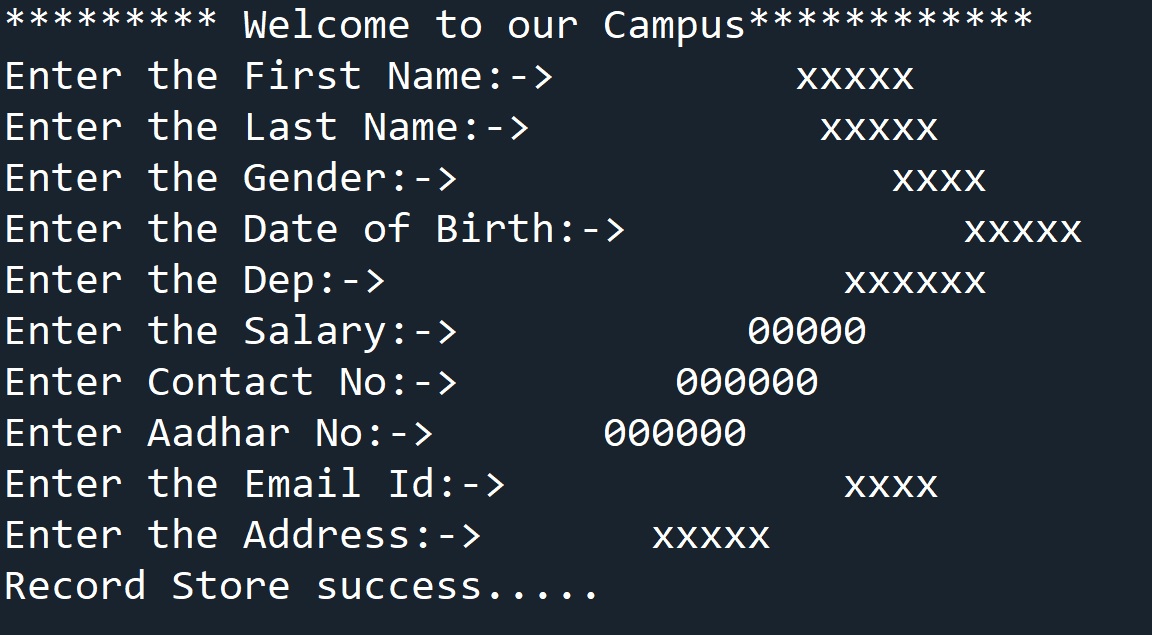 ********* Welcome to our Campus************
Enter the First Name:->          xxxxx
Enter the Last Name:->            xxxxx
Enter the Gender:->                  xxxx
Enter the Date of Birth:->              xxxxx
Enter the Dep:->                   xxxxxx
Enter the Salary:->            00000
Enter Contact No:->         000000
Enter Aadhar No:->       000000
Enter the Email Id:->              xxxx
Enter the Address:->       xxxxx
Record Store success.....